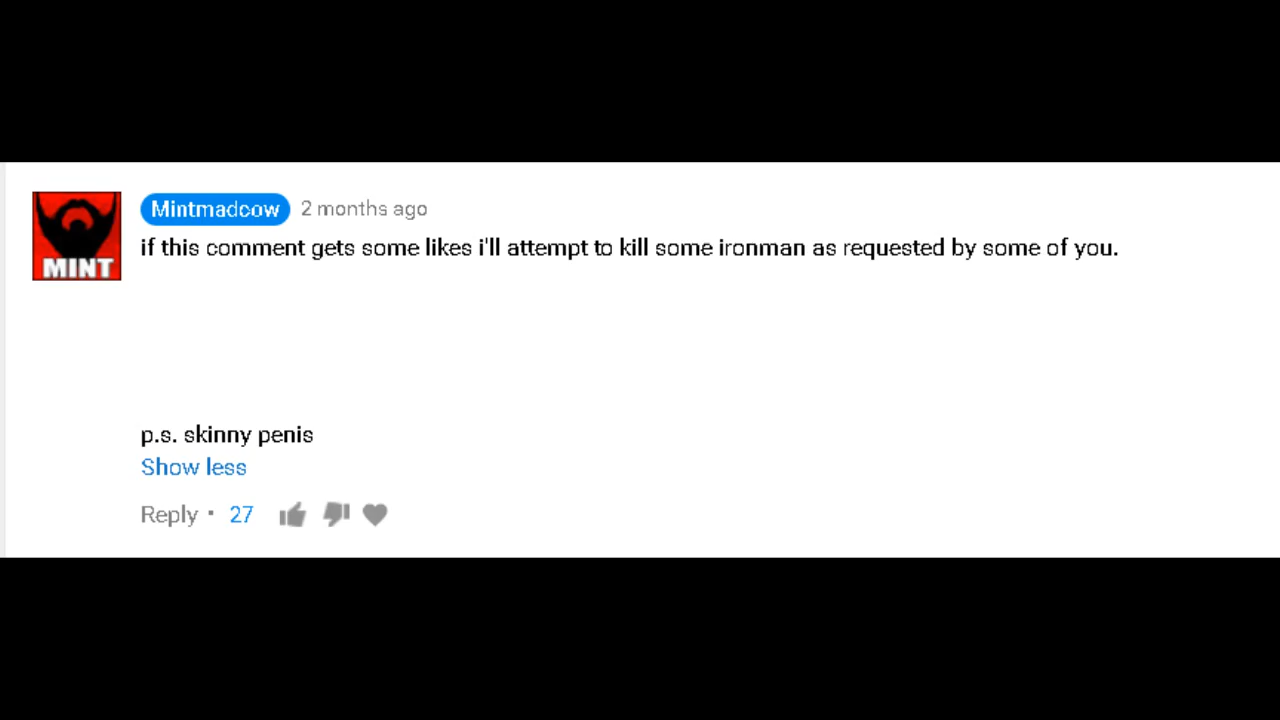 MINT
Mintmadcow 2 months ago
if this comment gets some likes i'll attempt to kill some ironman as requested by some of you.
p.s. skinny penis
Show less
Reply • 27